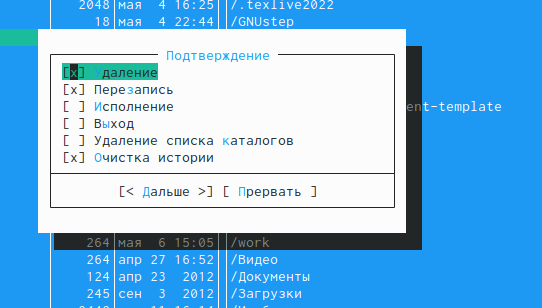 2048 мая 4 16:25 /.texlive2022
18 мая 4 22:44 /GNUstep
Подтверждение
[x] Удаление
[x] Перезапись
[ ] Исполнение
ent-template
[ ] Выход
[ ] Удаление списка каталогов
[x] Очистка истории
[< Дальше >] [ Прервать ]
264 мая 6 15:05 /work
264 апр 27 16:52 /Видео
124 апр 23 2012 /Документы
245 сен 3 2012 /Загрузки